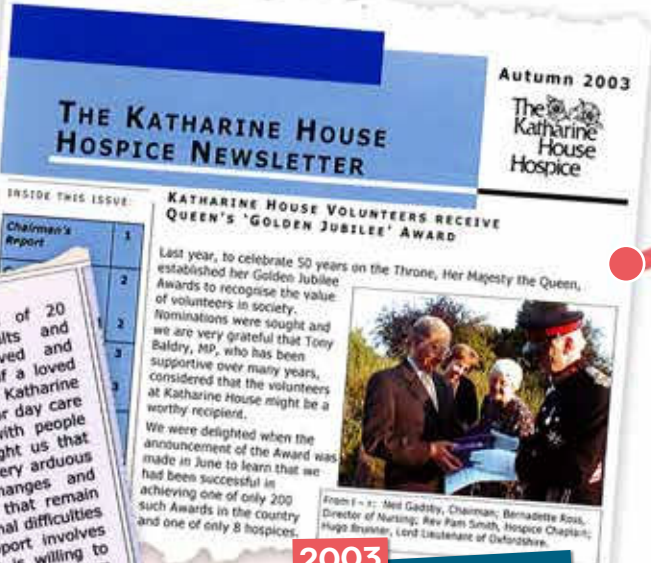 Autumn 2003
The
Katharine
House
Hospice
THE KATHARINE HOUSE
HOSPICE NEWSLETTER
INSIDE THIS ISSUE:
Chairman's
Report
1
2
2
3
3
KATHARINE HOUSE VOLUNTEERS RECEIVE
QUEEN'S 'GOLDEN JUBILEE' AWARD
Last year, to celebrate 50 years on the Throne, Her Majesty the Queen,
established her Golden Jubilee
Awards to recognise the value
of volunteers in society.
Nominations were sought and
we are very grateful that Tony
Baldry, MP, who has been
supportive over many years,
considered that the volunteers
at Katharine House might be a
worthy recipient.
We were delighted when the
announcement of the Award was
made in June to learn that we
had been successful in
achieving one of only 200
such Awards in the country
and one of only 8 hospices.
From l - r: Neil Gadsby, Chairman; Bernadette Ross,
Director of Nursing; Rev Pam Smith, Hospice Chaplain;
Hugo Brunner, Lord Lieutenant of Oxfordshire.
of 20
and
ved and
f a loved
Katharine
r day care
with people
ght us that
ery arduous
anges and
that remain
nal difficulties
port involves
is willing to
2003